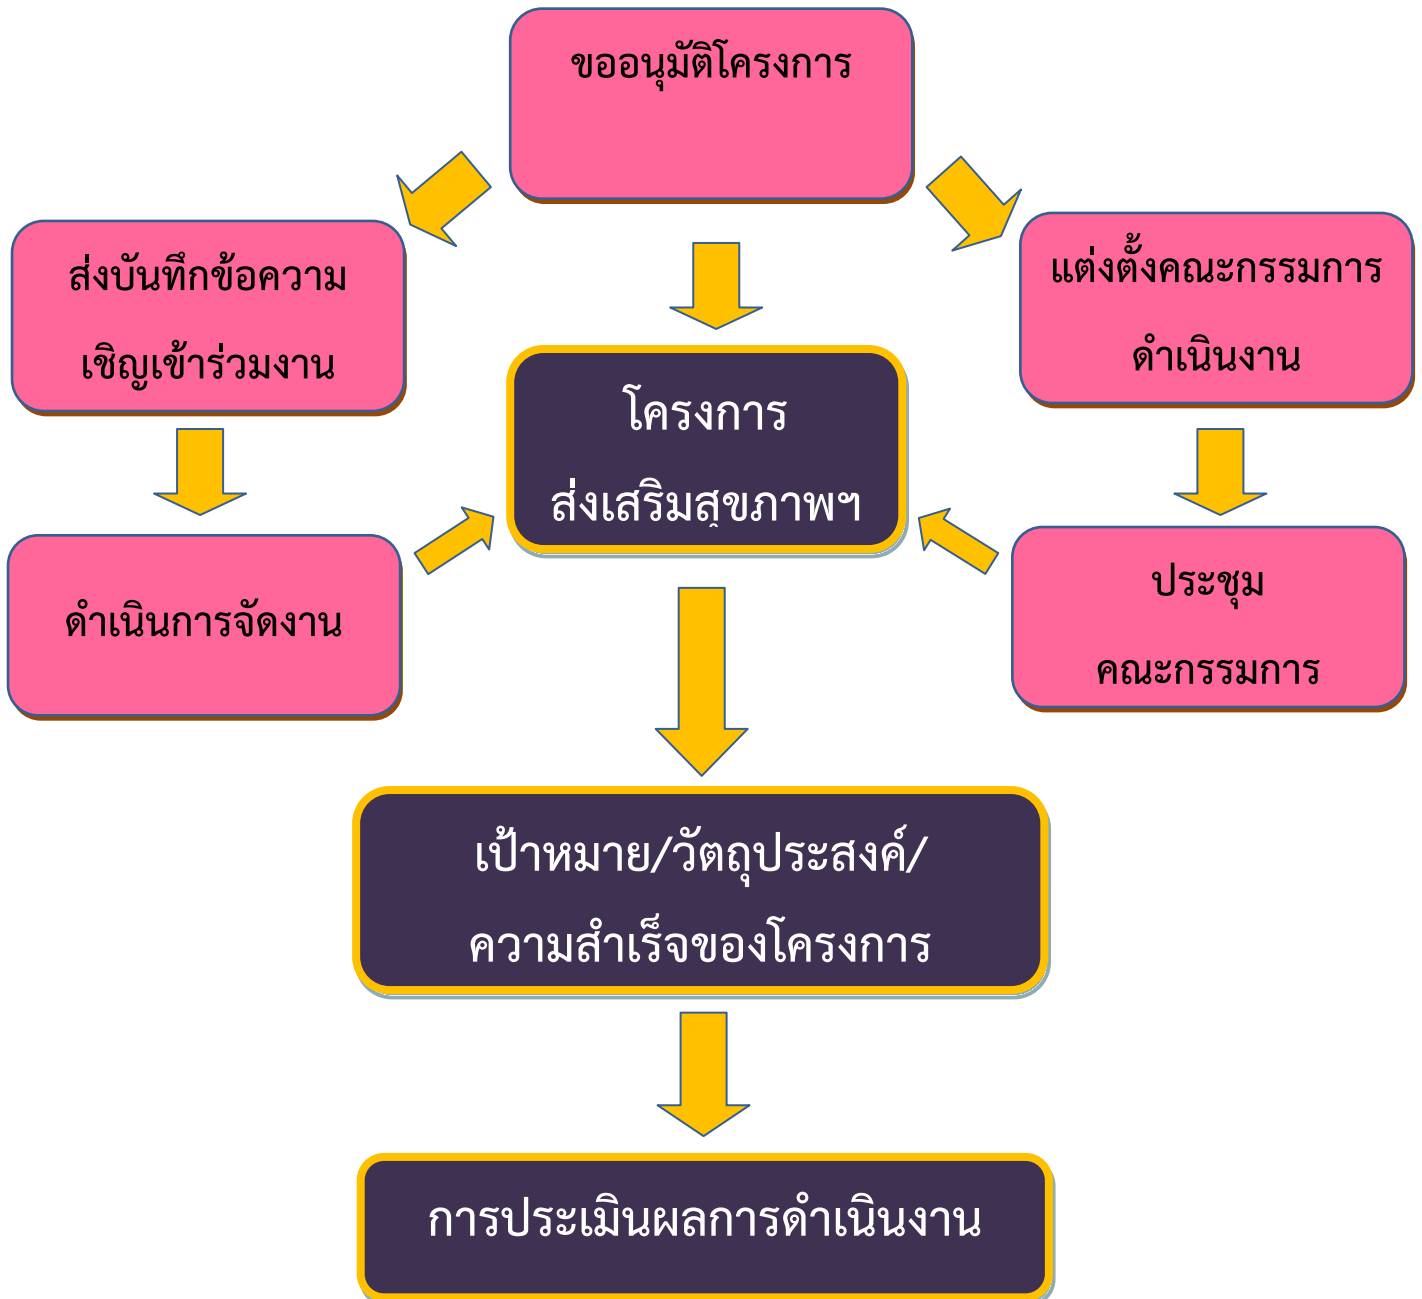 ขออนุมัติโครงการ
ส่งบันทึกข้อความ
เชิญเข้าร่วมงาน
แต่งตั้งคณะกรรมการ
ดำเนินงาน
โครงการ
ส่งเสริมสุขภาพฯ
ดำเนินการจัดงาน
ประชุม
คณะกรรมการ
เป้าหมาย/วัตถุประสงค์/
ความสำเร็จของโครงการ
การประเมินผลการดำเนินงาน